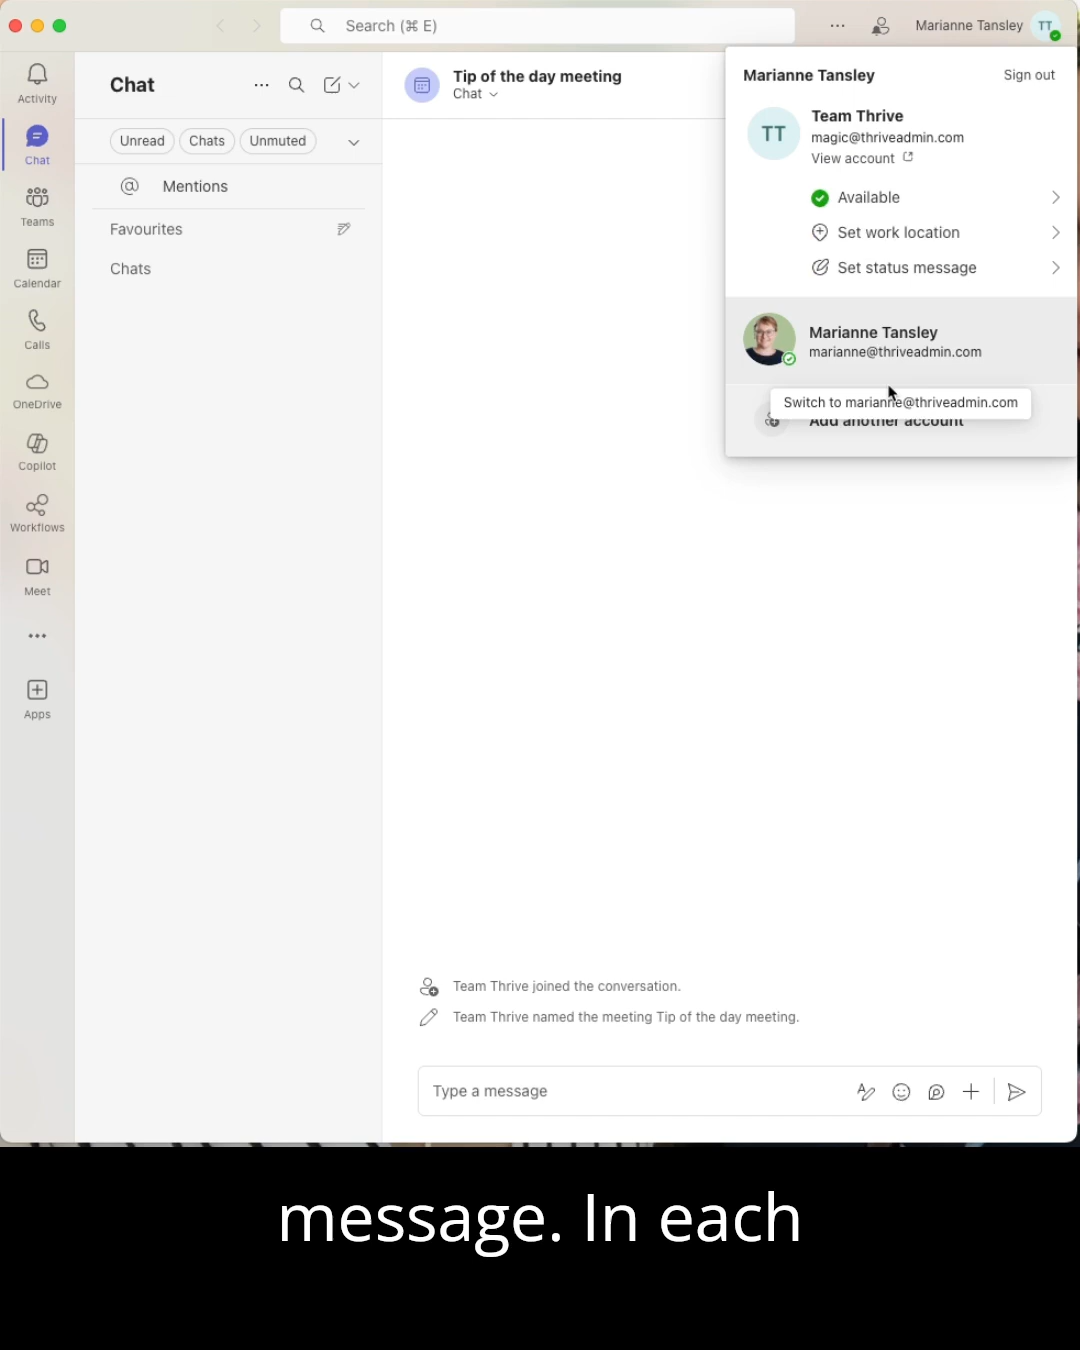 Search (⌘ E)
Marianne Tansley
TT
Activity
Chat
Teams
Calendar
Calls
OneDrive
Copilot
Workflows
Meet
Apps
Chat
Unread
Chats
Unmuted
@ Mentions
Favourites
Chats
Tip of the day meeting
Chat
Marianne Tansley
Sign out
TT
Team Thrive
magic@thriveadmin.com
View account
Available
Set work location
Set status message
Marianne Tansley
marianne@thriveadmin.com
Switch to marianne@thriveadmin.com
Add another account
Team Thrive joined the conversation.
Team Thrive named the meeting Tip of the day meeting.
Type a message
message. In each